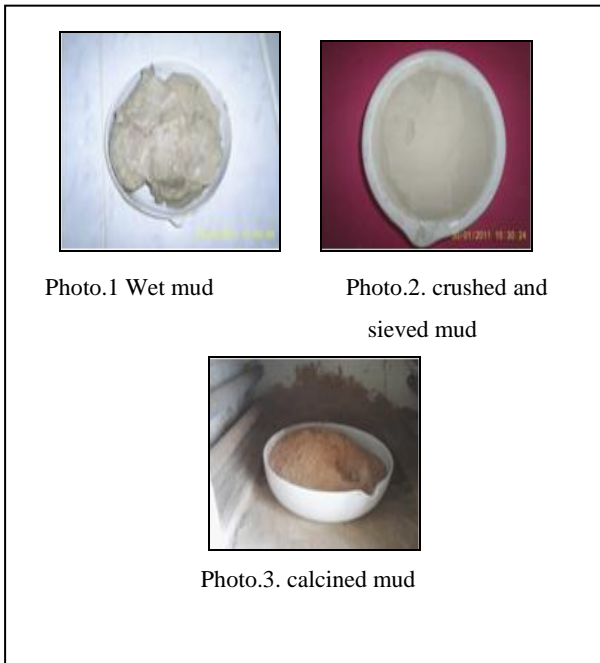 Photo.1 Wet mud
Photo.2. crushed and
sieved mud
Photo.3. calcined mud